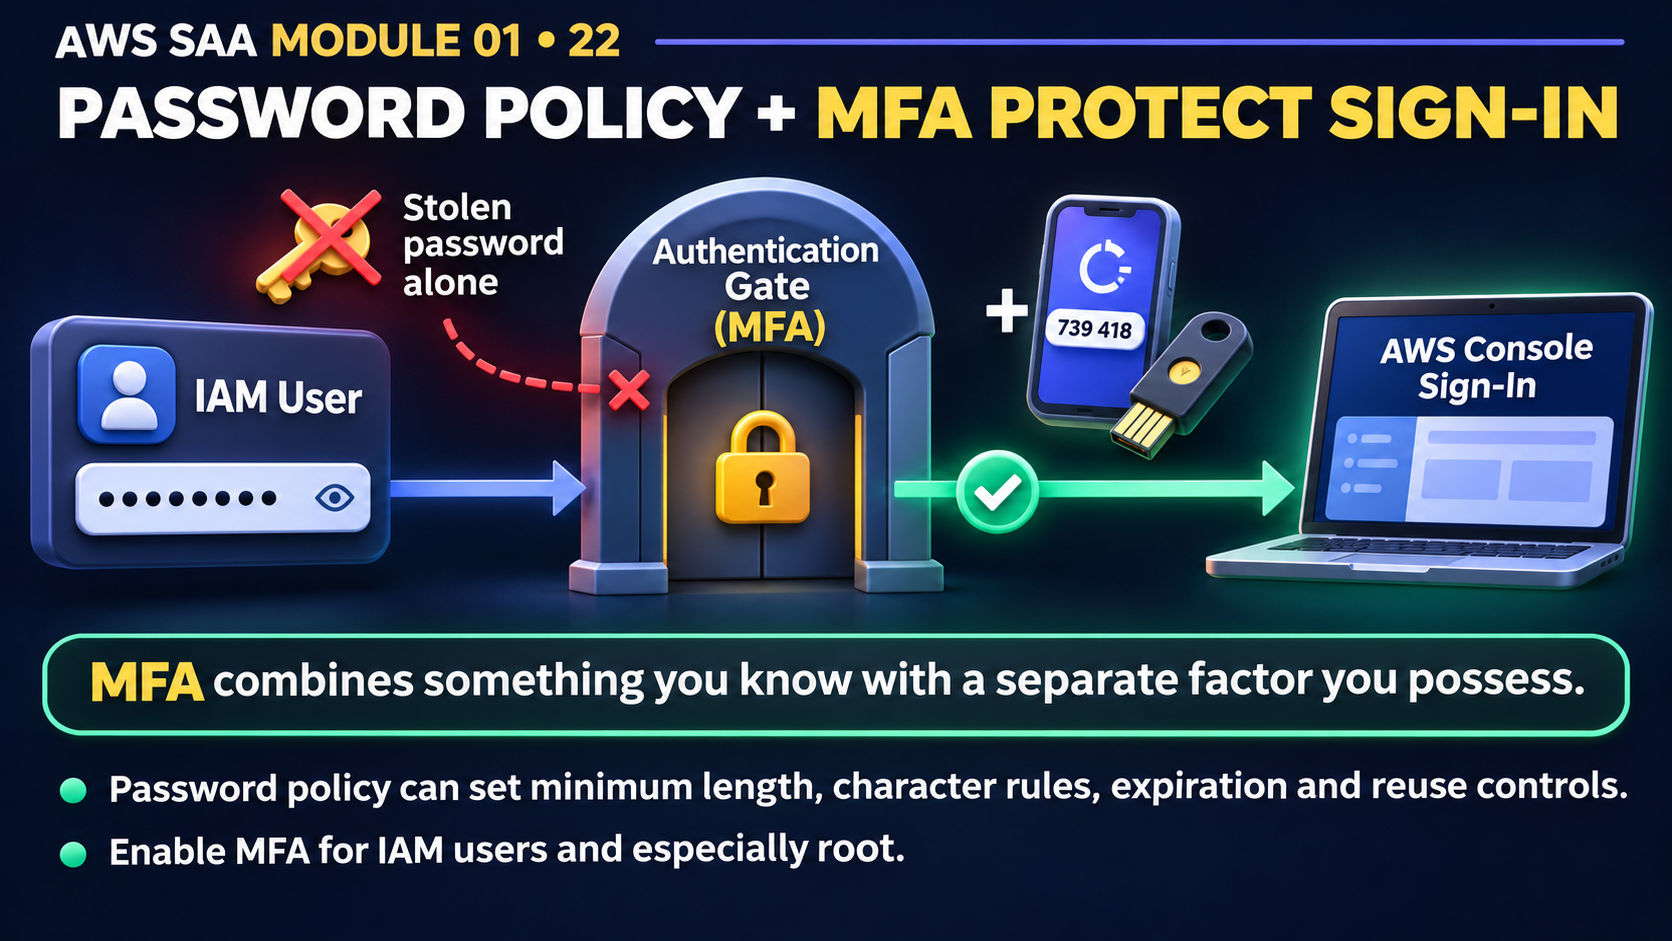 AWS SAA MODULE 01 • 22
PASSWORD POLICY + MFA PROTECT SIGN-IN
Stolen
password
alone
Authentication
Gate
(MFA)
+
739 418
IAM User
AWS Console
Sign-In
MFA combines something you know with a separate factor you possess.
Password policy can set minimum length, character rules, expiration and reuse controls.
Enable MFA for IAM users and especially root.